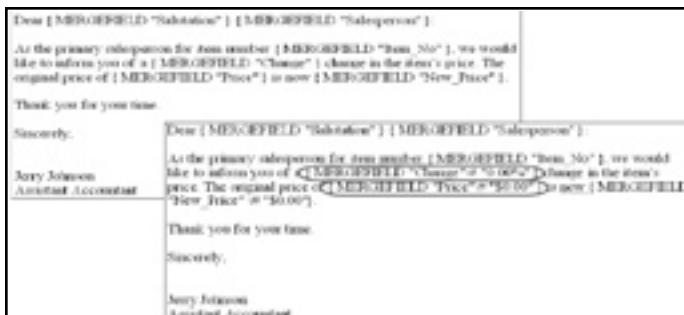 Dear { MERGEFIELD "Salutation" } { MERGEFIELD "Salesperson" }:
As the primary salesperson for item number { MERGEFIELD "Item_No" }, we would
like to inform you of a { MERGEFIELD "Change" } change in the item's price. The
original price of { MERGEFIELD "Price" } is now { MERGEFIELD "New_Price" }.
Thank you for your time.
Sincerely,
Jerry Johnson
Assistant Accountant
Dear { MERGEFIELD "Salutation" } { MERGEFIELD "Salesperson" }:
As the primary salesperson for item number { MERGEFIELD "Item_No" }, we would
like to inform you of a { MERGEFIELD "Change" # "0.00%" } change in the item's
price. The original price of { MERGEFIELD "Price" # "$0.00" } is now { MERGEFIELD
"New_Price" # "$0.00" }.
Thank you for your time.
Sincerely,
Jerry Johnson
Assistant Accountant